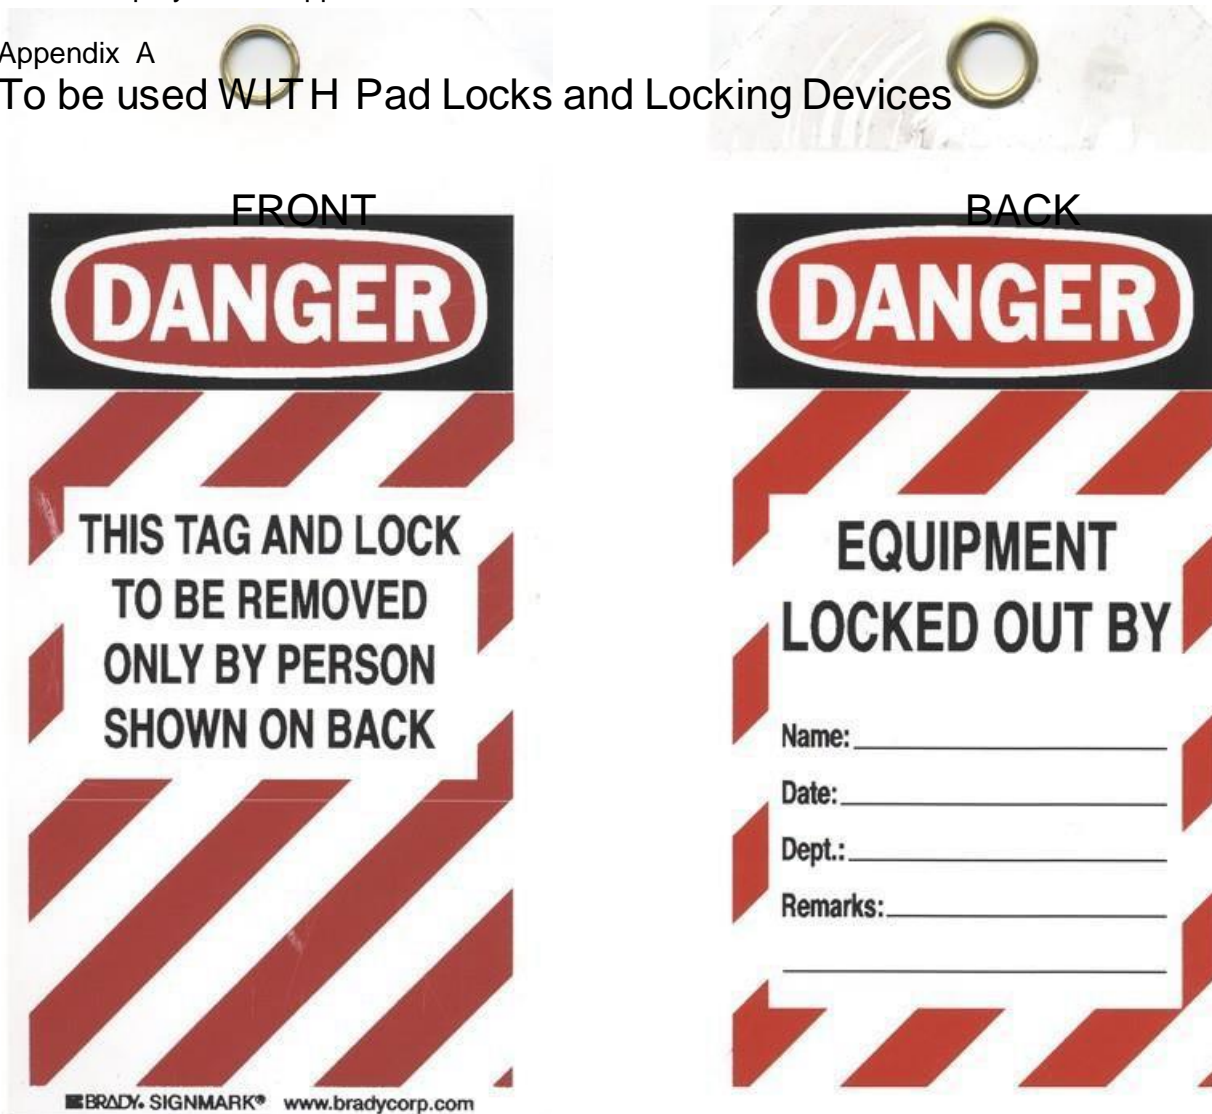 Appendix A
To be used WITH Pad Locks and Locking Devices
FRONT
DANGER
THIS TAG AND LOCK
TO BE REMOVED
ONLY BY PERSON
SHOWN ON BACK
BRADY. SIGNMARK® www.bradycorp.com
BACK
DANGER
EQUIPMENT
LOCKED OUT BY
Name:
Date:
Dept.:
Remarks: